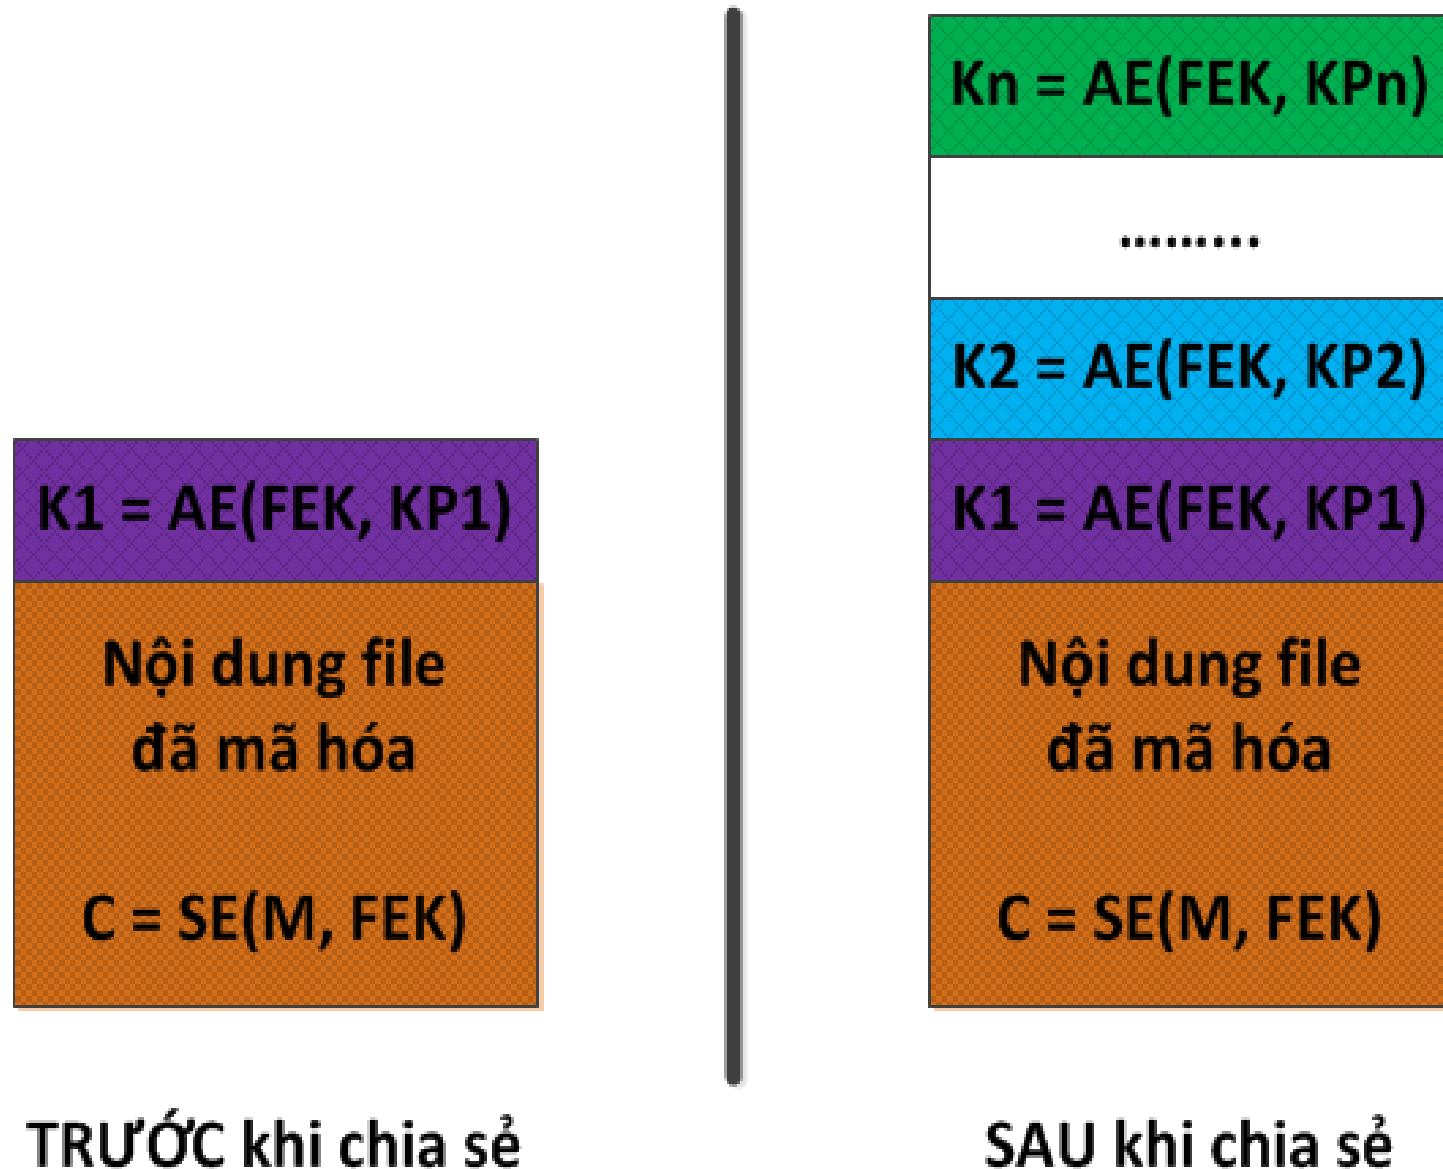 K1 = AE(FEK, KP1)
Nội dung file
đã mã hóa
C = SE(M, FEK)
TRƯỚC khi chia sẻ
Kn = AE(FEK, KPn)
.........
K2 = AE(FEK, KP2)
K1 = AE(FEK, KP1)
Nội dung file
đã mã hóa
C = SE(M, FEK)
SAU khi chia sẻ